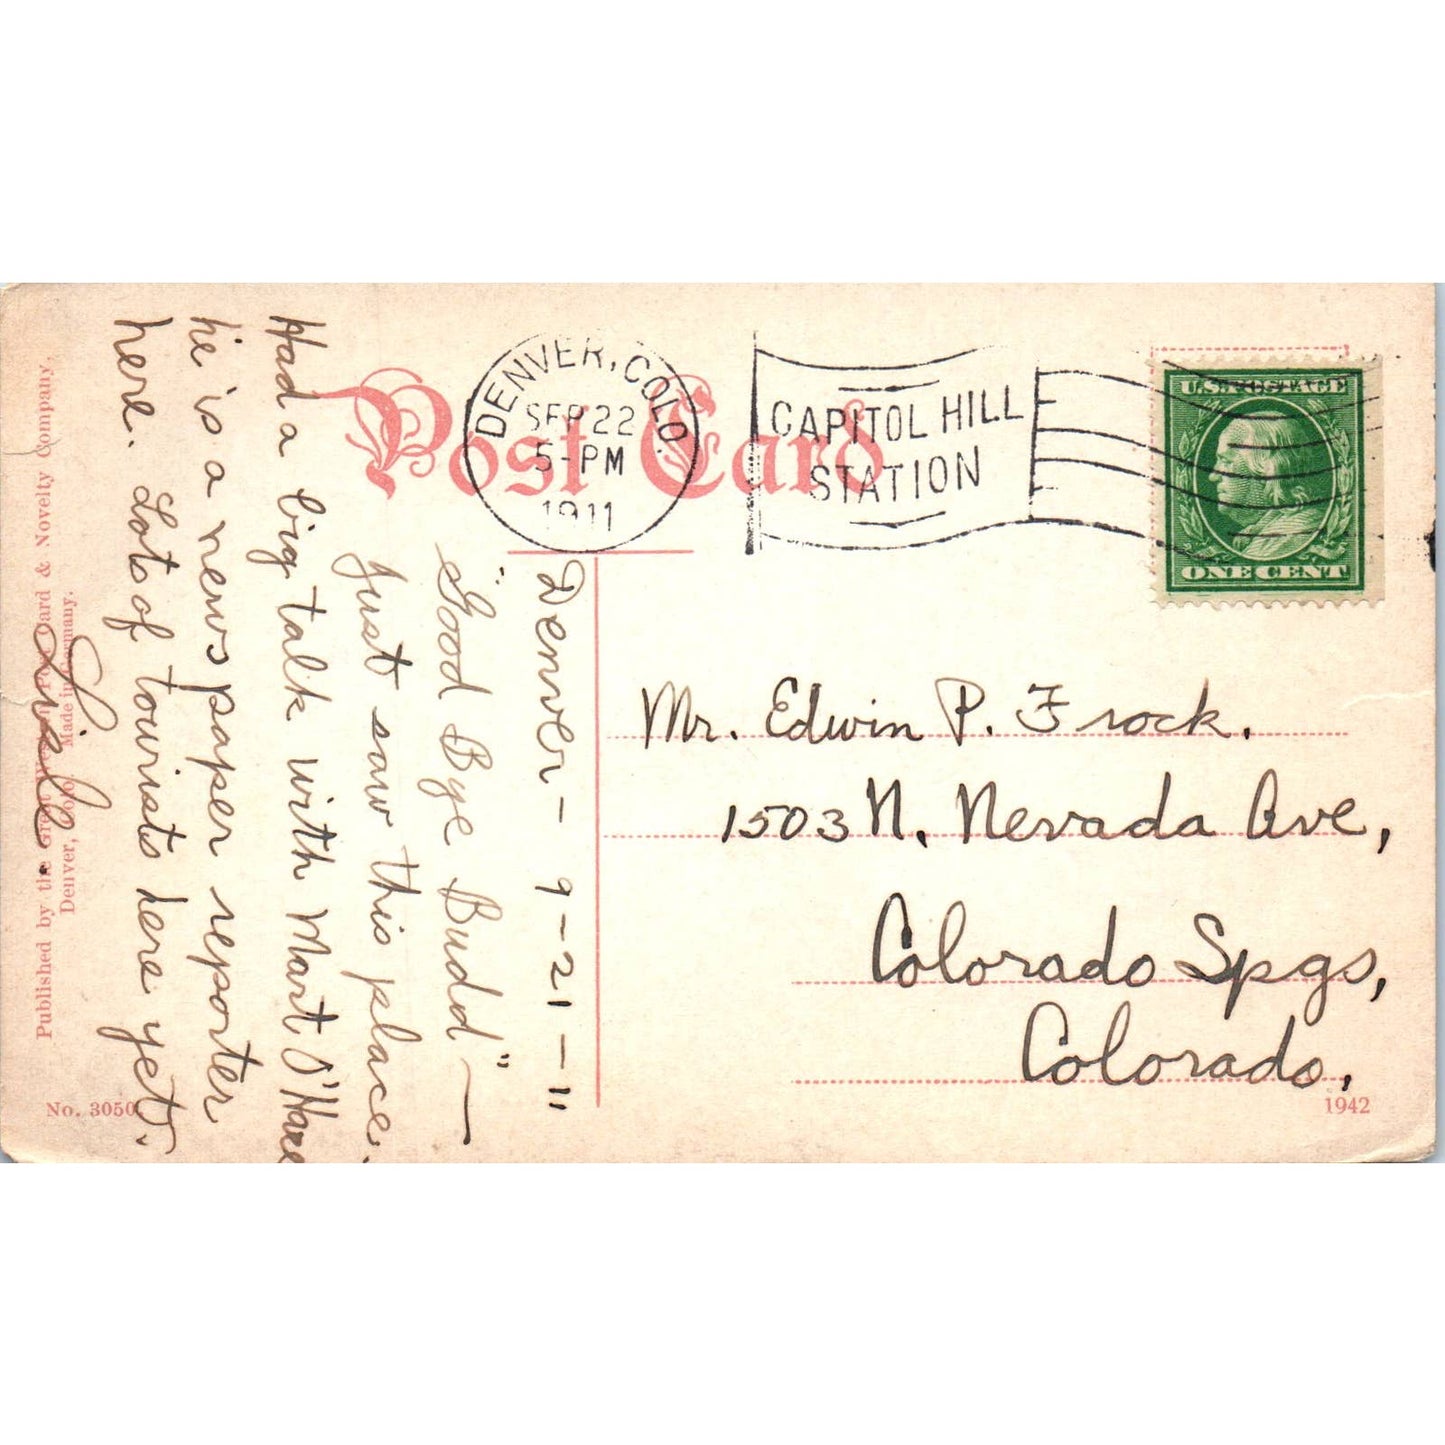 Post Card
DENVER, COLO.
SEP 22
5-PM
1911
CAPITOL HILL
STATION
U.S. POSTAGE
ONE CENT
Denver - 9-21-11
"Good Bye Budd" —
Just saw this place.
Had a big talk with Mart O'Hare
he is a newspaper reporter
here. Lots of tourists here yet.
Mr. Edwin P. Frock.
1503 N. Nevada Ave,
Colorado Spgs,
Colorado,
Published by the Great Western Post Card & Novelty Company,
Denver, Colo. Made in Germany.
No. 3050
1942